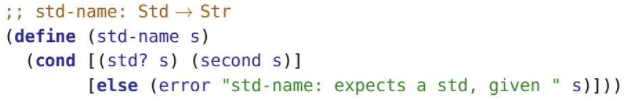 ;; std-name: Std → Str
(define (std-name s)
(cond [(std? s) (second s)]
[else (error "std-name: expects a std, given " s)]))